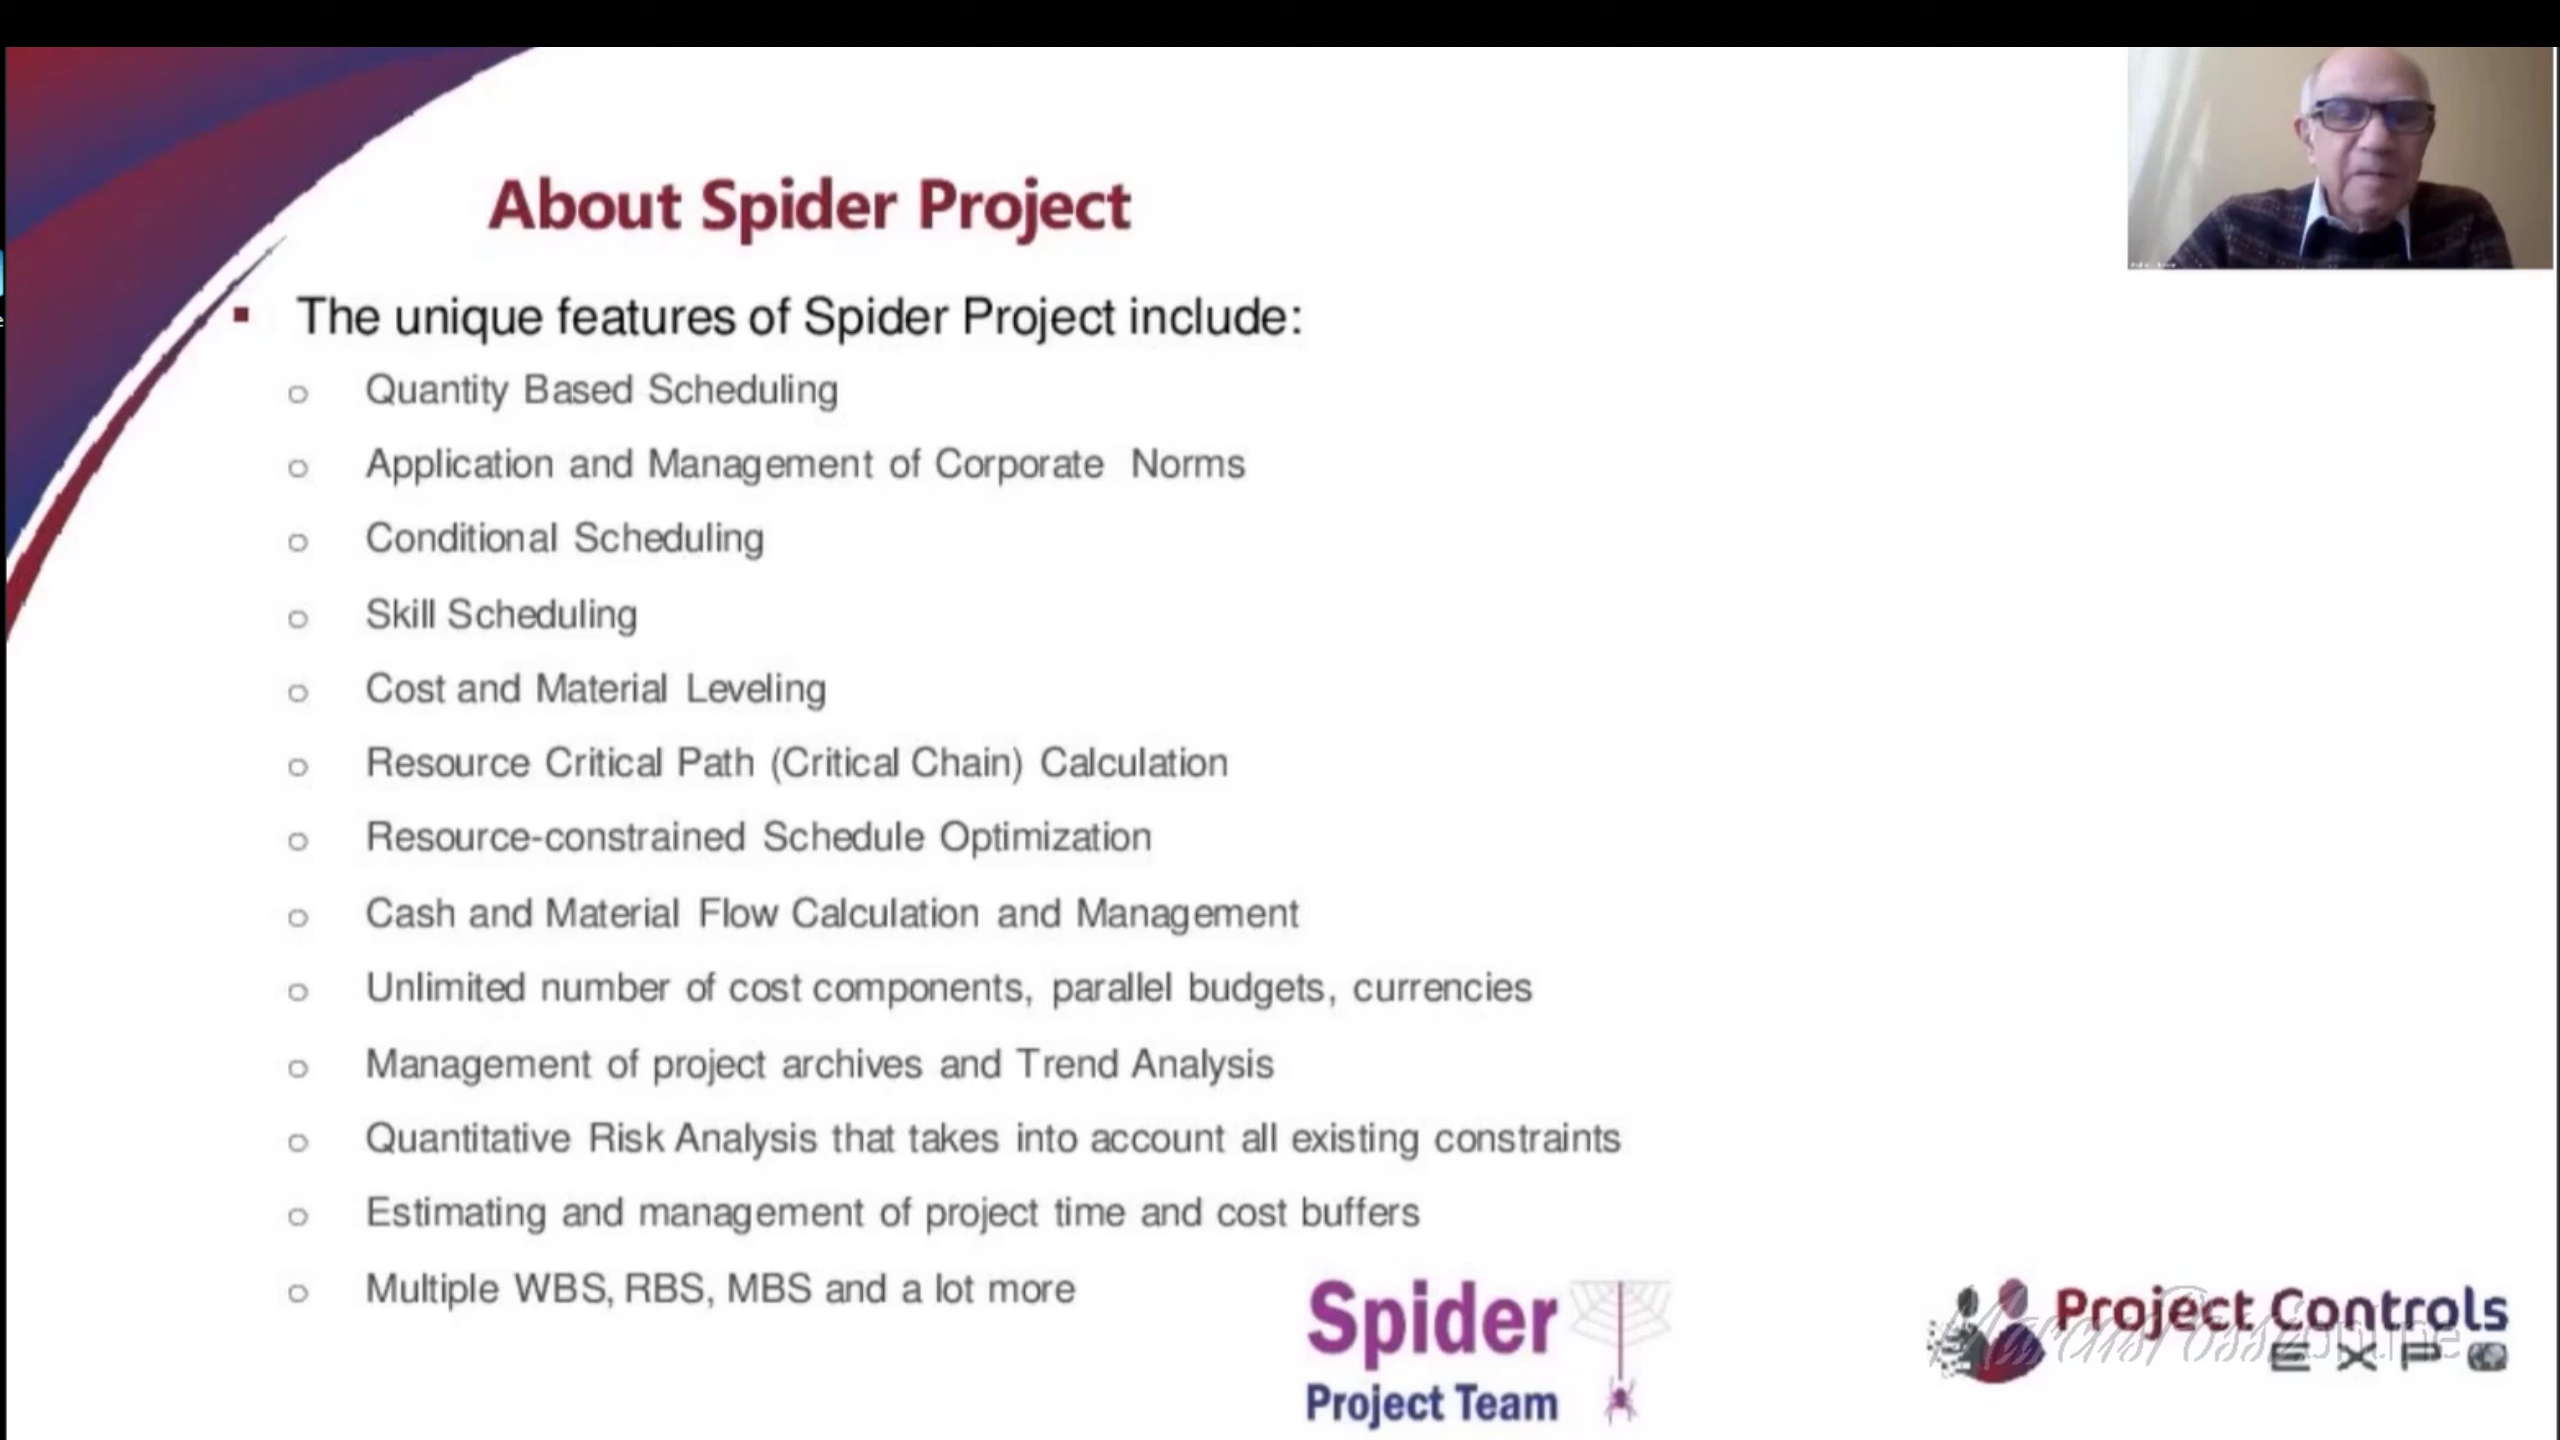 About Spider Project
▪ The unique features of Spider Project include:
o Quantity Based Scheduling
o Application and Management of Corporate Norms
o Conditional Scheduling
o Skill Scheduling
o Cost and Material Leveling
o Resource Critical Path (Critical Chain) Calculation
o Resource-constrained Schedule Optimization
o Cash and Material Flow Calculation and Management
o Unlimited number of cost components, parallel budgets, currencies
o Management of project archives and Trend Analysis
o Quantitative Risk Analysis that takes into account all existing constraints
o Estimating and management of project time and cost buffers
o Multiple WBS, RBS, MBS and a lot more
Spider
Project Team
Project Controls
EXPO